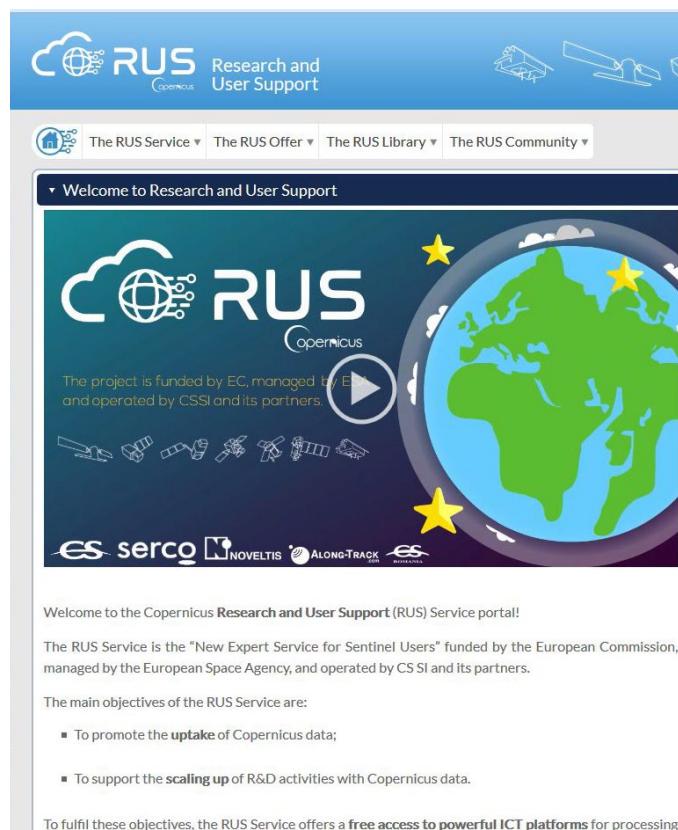 RUS
Copernicus
Research and
User Support
The RUS Service ▾ The RUS Offer ▾ The RUS Library ▾ The RUS Community ▾
▾ Welcome to Research and User Support
RUS
Copernicus
The project is funded by EC, managed by ESA
and operated by CSSI and its partners.
CS serco N NOVELTIS ALONG-TRACK .com CS ROMANIA
Welcome to the Copernicus Research and User Support (RUS) Service portal!
The RUS Service is the “New Expert Service for Sentinel Users” funded by the European Commission,
managed by the European Space Agency, and operated by CS SI and its partners.
The main objectives of the RUS Service are:
▪ To promote the uptake of Copernicus data;
▪ To support the scaling up of R&D activities with Copernicus data.
To fulfil these objectives, the RUS Service offers a free access to powerful ICT platforms for processing